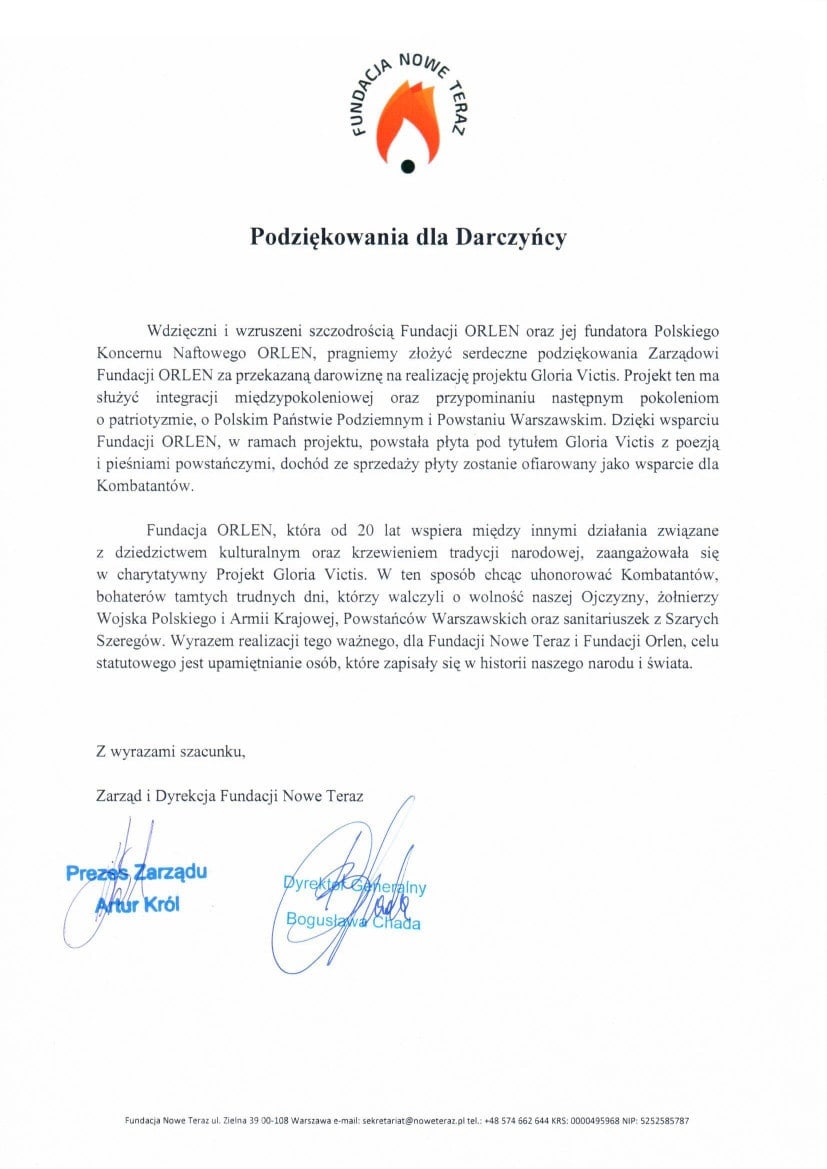 FUNDACJA NOWE TERAZ
Podziękowania dla Darczyńcy
Wdzięczni i wzruszeni szczodrością Fundacji ORLEN oraz jej fundatora Polskiego
Koncernu Naftowego ORLEN, pragniemy złożyć serdeczne podziękowania Zarządowi
Fundacji ORLEN za przekazaną darowiznę na realizację projektu Gloria Victis. Projekt ten ma
służyć integracji międzypokoleniowej oraz przypominaniu następnym pokoleniom
o patriotyzmie, o Polskim Państwie Podziemnym i Powstaniu Warszawskim. Dzięki wsparciu
Fundacji ORLEN, w ramach projektu, powstała płyta pod tytułem Gloria Victis z poezją
i pieśniami powstańczymi, dochód ze sprzedaży płyty zostanie ofiarowany jako wsparcie dla
Kombatantów.
Fundacja ORLEN, która od 20 lat wspiera między innymi działania związane
z dziedzictwem kulturalnym oraz krzewieniem tradycji narodowej, zaangażowała się
w charytatywny Projekt Gloria Victis. W ten sposób chcąc uhonorować Kombatantów,
bohaterów tamtych trudnych dni, którzy walczyli o wolność naszej Ojczyzny, żołnierzy
Wojska Polskiego i Armii Krajowej, Powstańców Warszawskich oraz sanitariuszek z Szarych
Szeregów. Wyrazem realizacji tego ważnego, dla Fundacji Nowe Teraz i Fundacji Orlen, celu
statutowego jest upamiętnianie osób, które zapisały się w historii naszego narodu i świata.
Z wyrazami szacunku,
Zarząd i Dyrekcja Fundacji Nowe Teraz
Prezes Zarządu
Artur Król
Dyrektor Generalny
Bogusława Chada
Fundacja Nowe Teraz ul. Zielna 39 00-108 Warszawa e-mail: sekretariat@noweteraz.pl tel.: +48 574 662 644 KRS: 0000495968 NIP: 5252585787